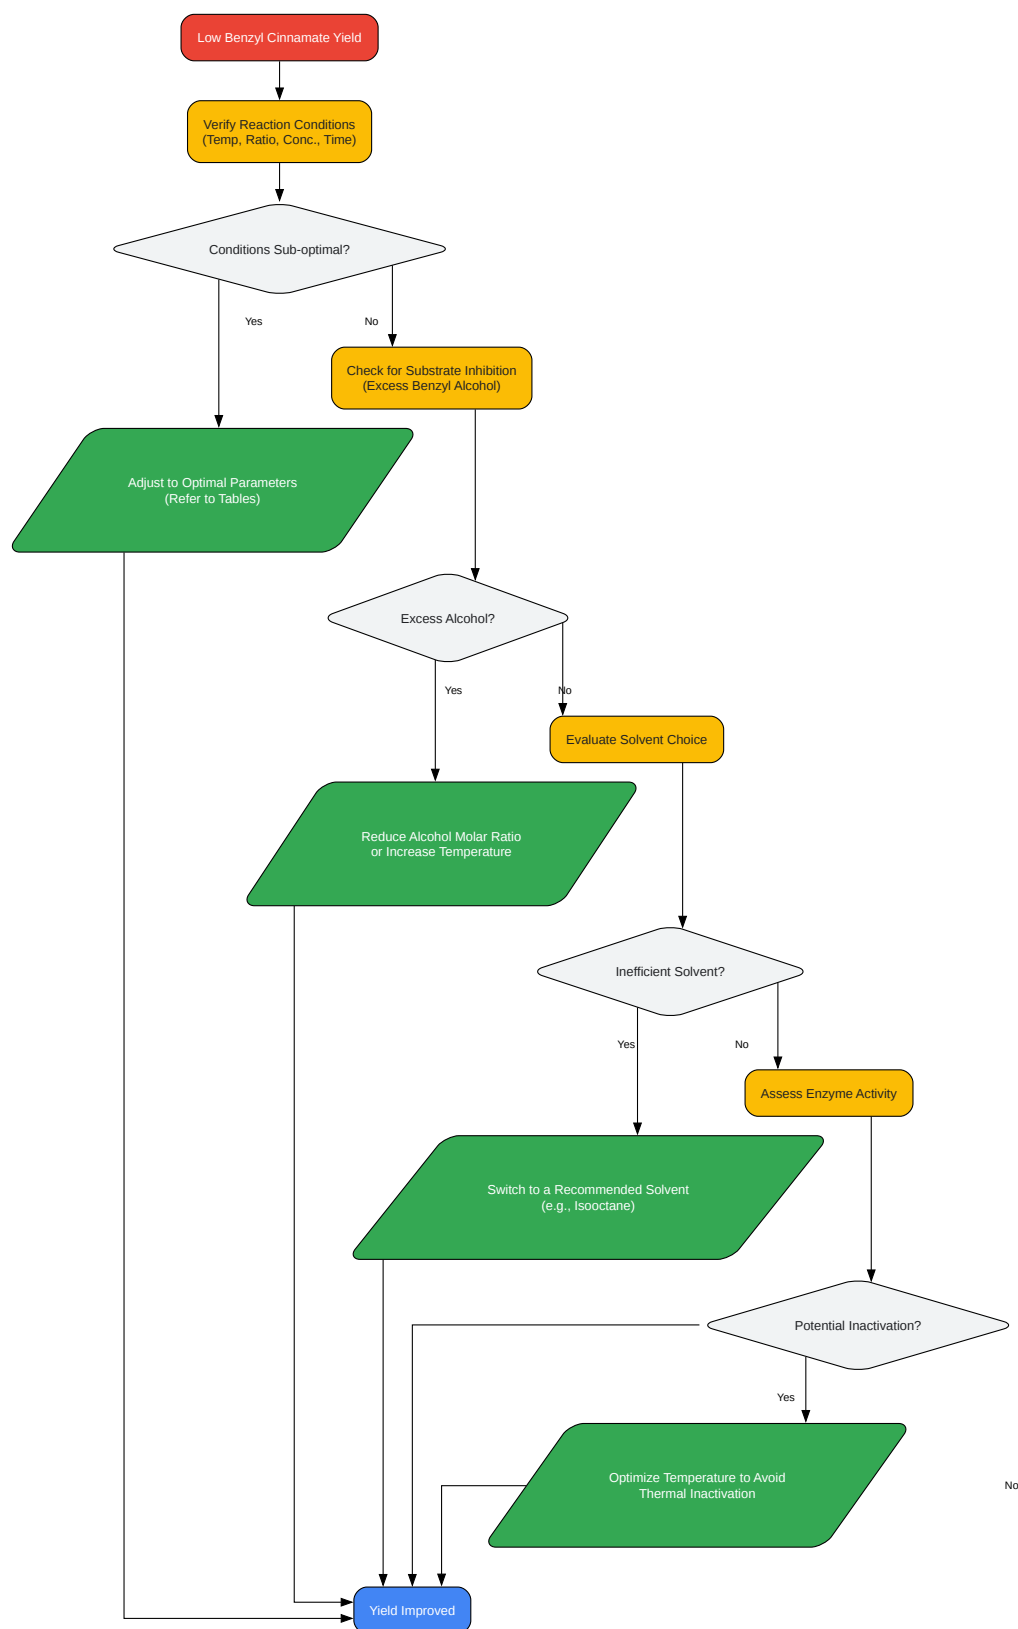 Low Benzyl Cinnamate Yield
Verify Reaction Conditions
(Temp, Ratio, Conc., Time)
Conditions Sub-optimal?
Yes
No
Check for Substrate Inhibition
(Excess Benzyl Alcohol)
Adjust to Optimal Parameters
(Refer to Tables)
Excess Alcohol?
Yes
No
Evaluate Solvent Choice
Reduce Alcohol Molar Ratio
or Increase Temperature
Inefficient Solvent?
Yes
No
Assess Enzyme Activity
Switch to a Recommended Solvent
(e.g., Isooctane)
Potential Inactivation?
Yes
Optimize Temperature to Avoid
Thermal Inactivation
No
Yield Improved